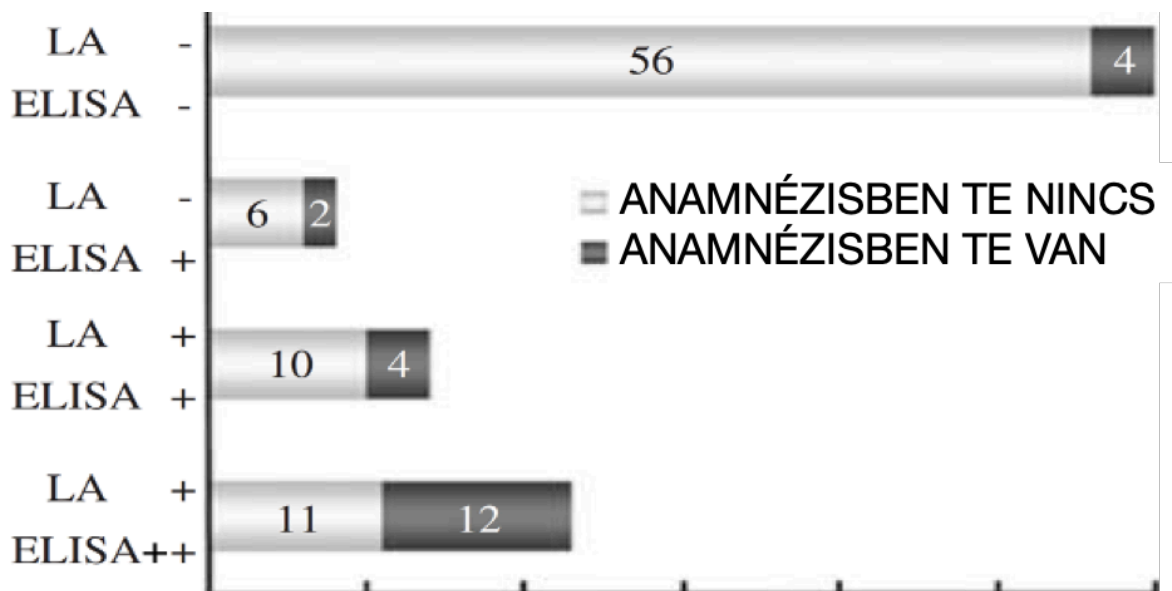 LA -
56 4
ELISA -
LA -
6 2
ELISA +
ANAMNÉZISBEN TE NINCS
ANAMNÉZISBEN TE VAN
LA +
10 4
ELISA +
LA +
11 12
ELISA++